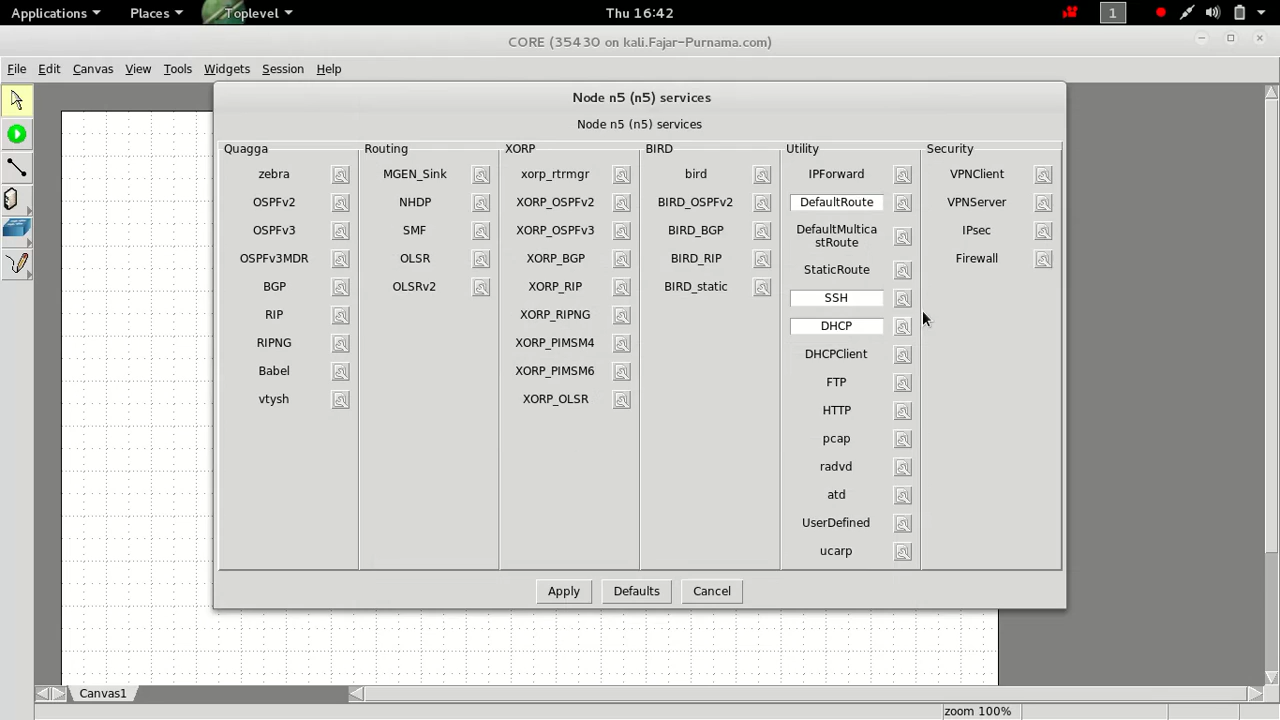 Applications Places Toplevel Thu 16:42 1
CORE (35430 on kali.Fajar-Purnama.com)
File Edit Canvas View Tools Widgets Session Help
Node n5 (n5) services
Node n5 (n5) services
Quagga
zebra
OSPFv2
OSPFv3
OSPFv3MDR
BGP
RIP
RIPNG
Babel
vtysh
Routing
MGEN_Sink
NHDP
SMF
OLSR
OLSRv2
XORP
xorp_rtrmgr
XORP_OSPFv2
XORP_OSPFv3
XORP_BGP
XORP_RIP
XORP_RIPNG
XORP_PIMSM4
XORP_PIMSM6
XORP_OLSR
BIRD
bird
BIRD_OSPFv2
BIRD_BGP
BIRD_RIP
BIRD_static
Utility
IPForward
DefaultRoute
DefaultMultica
stRoute
StaticRoute
SSH
DHCP
DHCPClient
FTP
HTTP
pcap
radvd
atd
UserDefined
ucarp
Security
VPNClient
VPNServer
IPsec
Firewall
Apply Defaults Cancel
Canvas1
zoom 100%